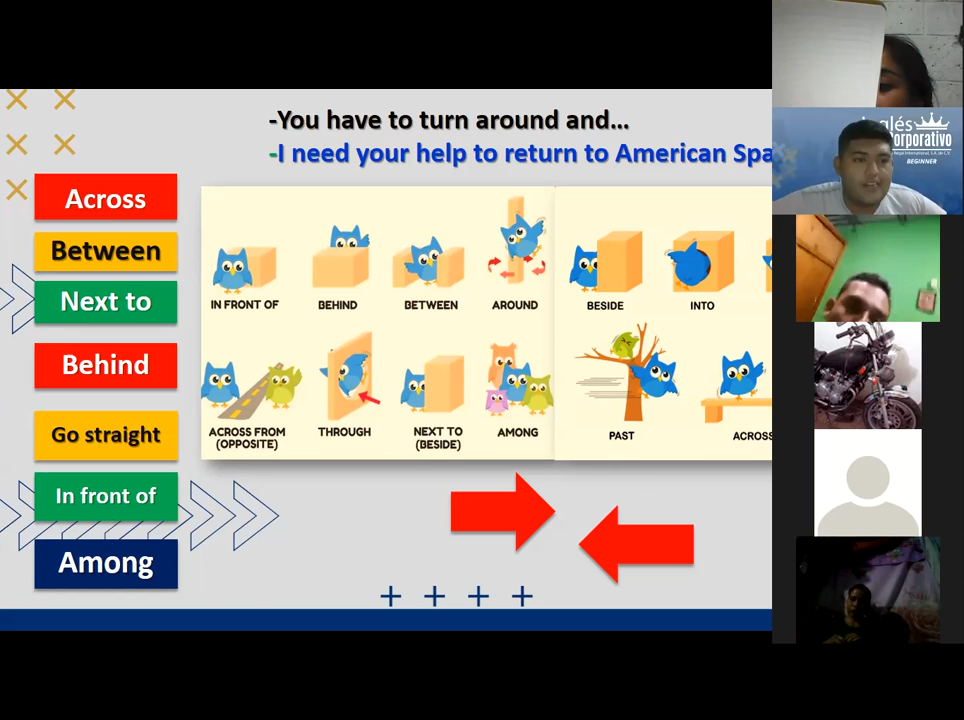 -You have to turn around and...
-I need your help to return to American Spa
Across
Between
Next to
Behind
Go straight
In front of
Among
IN FRONT OF
BEHIND
BETWEEN
AROUND
BESIDE
INTO
ACROSS FROM
(OPPOSITE)
THROUGH
NEXT TO
(BESIDE)
AMONG
PAST
ACROSS
Inglés
BEGINNER